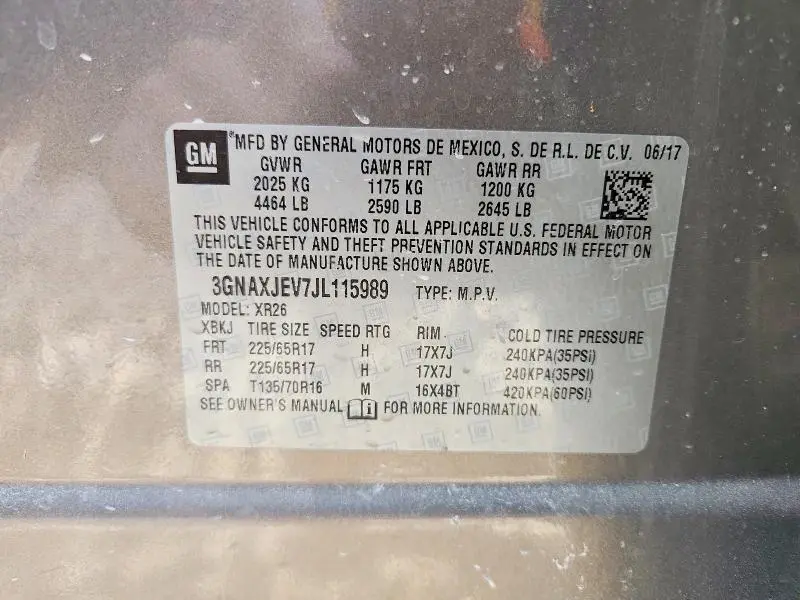 GM ®MFD BY GENERAL MOTORS DE MEXICO, S. DE R.L. DE C.V. 06/17
GVWR GAWR FRT GAWR RR
2025 KG 1175 KG 1200 KG
4464 LB 2590 LB 2645 LB
THIS VEHICLE CONFORMS TO ALL APPLICABLE U.S. FEDERAL MOTOR
VEHICLE SAFETY AND THEFT PREVENTION STANDARDS IN EFFECT ON
THE DATE OF MANUFACTURE SHOWN ABOVE.
3GNAXJEV7JL115989 TYPE: M.P.V.
MODEL: XR26
XBKJ TIRE SIZE SPEED RTG RIM COLD TIRE PRESSURE
FRT 225/65R17 H 17X7J 240KPA(35PSI)
RR 225/65R17 H 17X7J 240KPA(35PSI)
SPA T135/70R16 M 16X4BT 420KPA(60PSI)
SEE OWNER'S MANUAL FOR MORE INFORMATION.